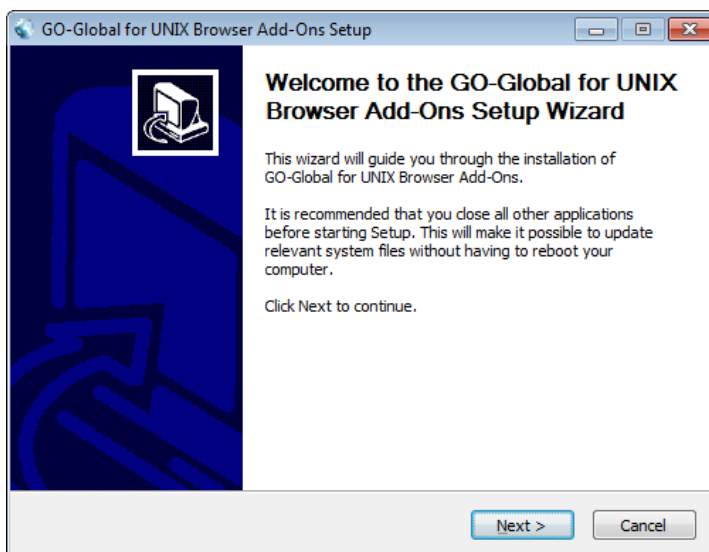 GO-Global for UNIX Browser Add-Ons Setup
Welcome to the GO-Global for UNIX
Browser Add-Ons Setup Wizard
This wizard will guide you through the installation of
GO-Global for UNIX Browser Add-Ons.
It is recommended that you close all other applications
before starting Setup. This will make it possible to update
relevant system files without having to reboot your
computer.
Click Next to continue.
Next >
Cancel